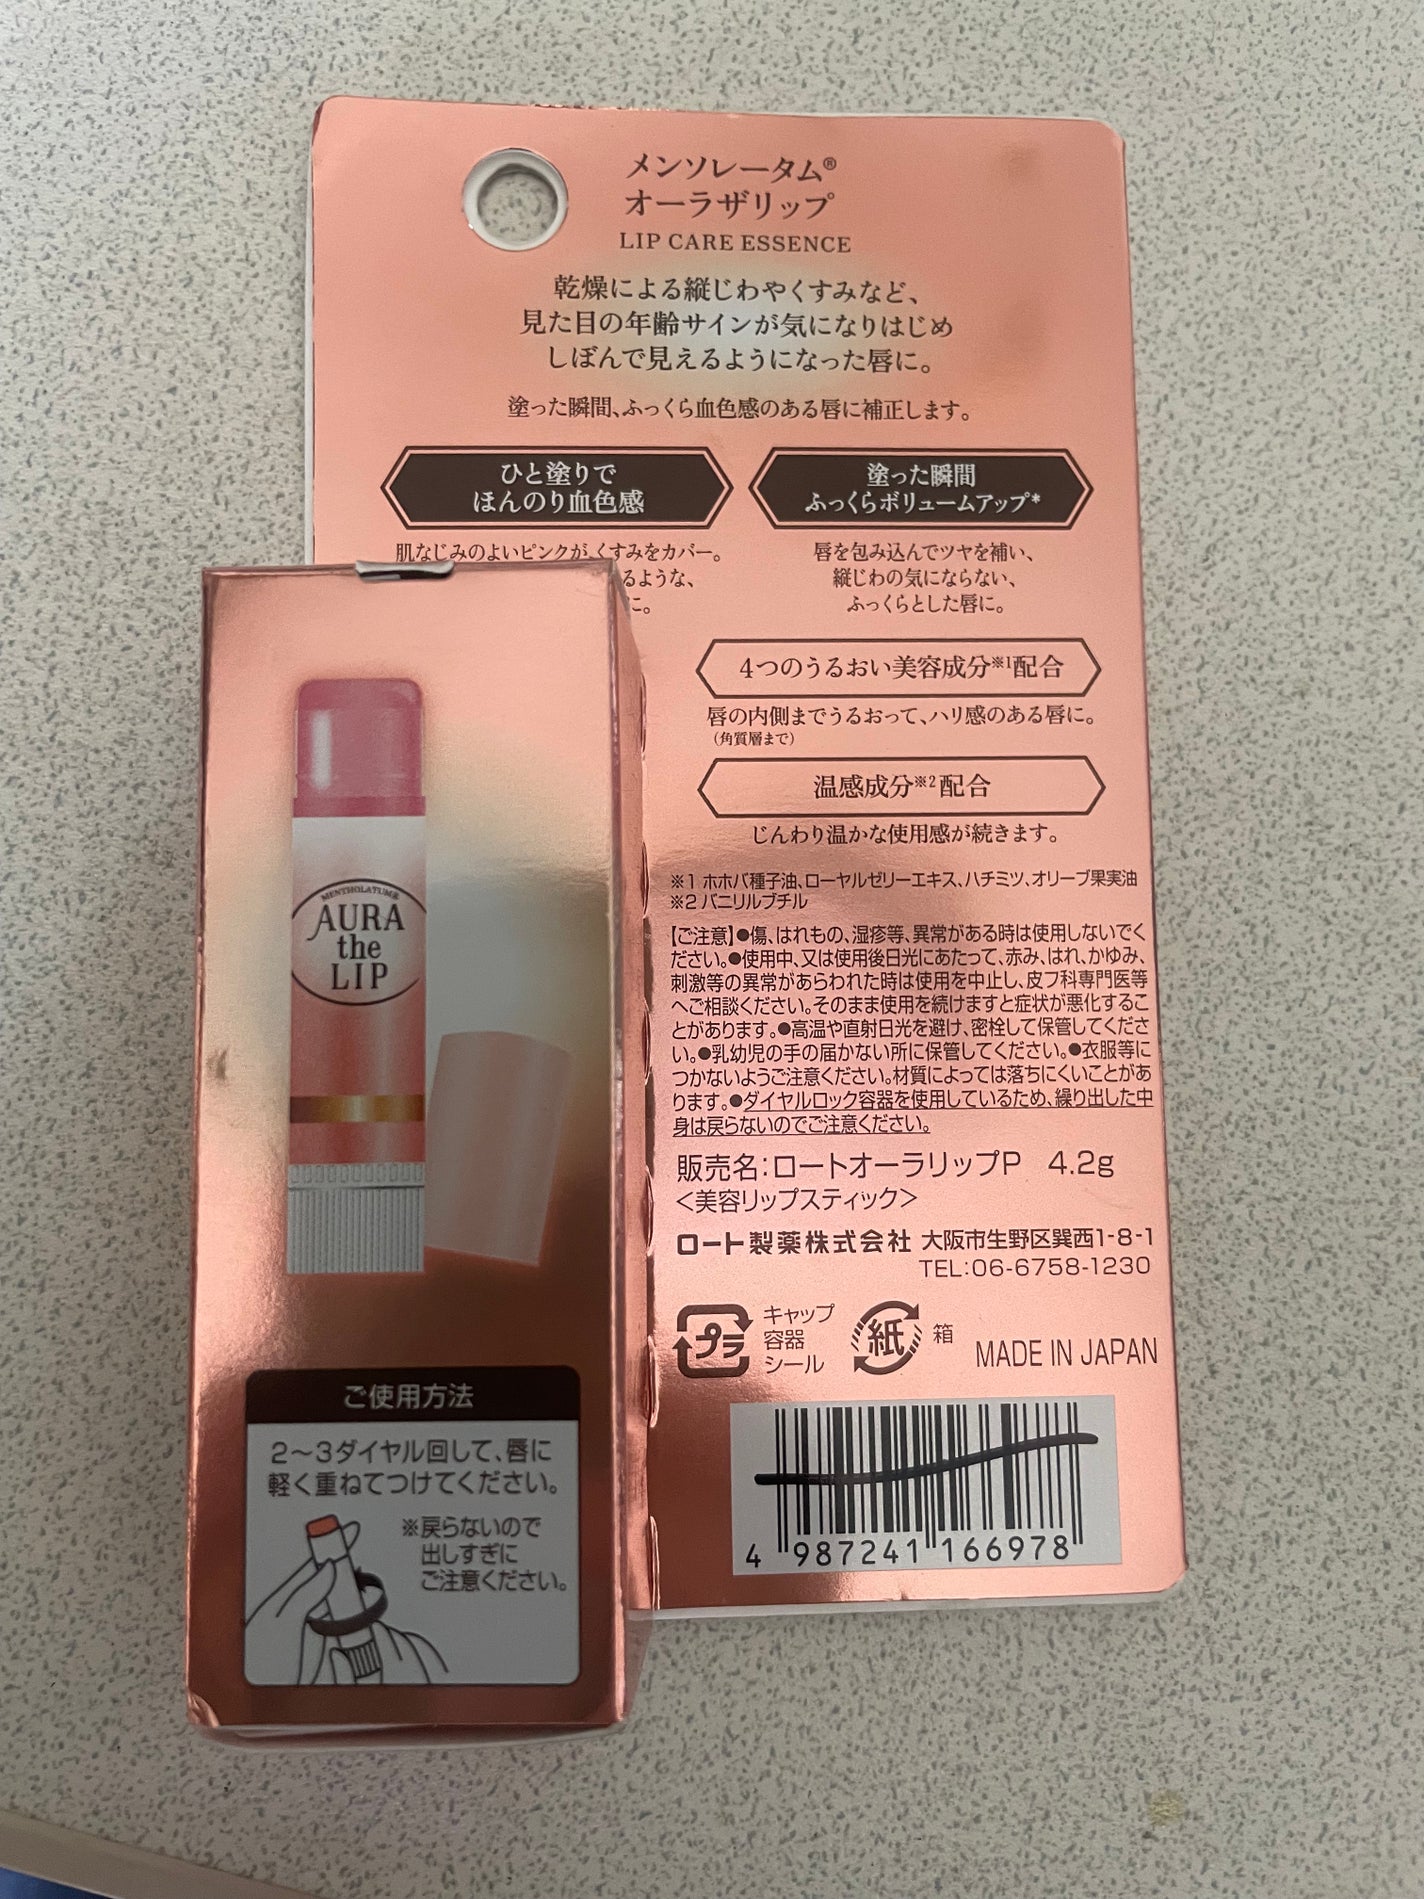 メンソレータム®
オーラザリップ
LIP CARE ESSENCE
乾燥による縦じわやくすみなど、
見た目の年齢サインが気になりはじめ
しぼんで見えるようになった唇に。
塗った瞬間、ふっくら血色感のある唇に補正します。
ひと塗りで
ほんのり血色感
肌なじみのよいピンクが、くすみをカバー。
るような、
に。
塗った瞬間
ふっくらボリュームアップ*
唇を包み込んでツヤを補い、
縦じわの気にならない、
ふっくらとした唇に。
4つのうるおい美容成分※1配合
唇の内側までうるおって、ハリ感のある唇に。
(角質層まで)
温感成分※2配合
じんわり温かな使用感が続きます。
※1 ホホバ種子油、ローヤルゼリーエキス、ハチミツ、オリーブ果実油
※2 バニリルブチル
【ご注意】●傷、はれもの、湿疹等、異常がある時は使用しないでく
ださい。●使用中、又は使用後日光にあたって、赤み、はれ、かゆみ、
刺激等の異常があらわれた時は使用を中止し、皮フ科専門医等
へご相談ください。そのまま使用を続けますと症状が悪化するこ
とがあります。●高温や直射日光を避け、密栓して保管してくださ
い。●乳幼児の手の届かない所に保管してください。●衣服等に
つかないようご注意ください。材質によっては落ちにくいことがあ
ります。●ダイヤルロック容器を使用しているため、繰り出した中
身は戻らないのでご注意ください。
販売名：ロートオーラリップP 4.2g
＜美容リップスティック＞
ロート製薬株式会社 大阪市生野区巽西1-8-1
TEL:06-6758-1230
プラ
キャップ
容器
シール
紙
箱
MADE IN JAPAN
4 987241 166978
MENTHOLATUM®
AURA
the
LIP
ご使用方法
2〜3ダイヤル回して、唇に
軽く重ねてつけてください。
※戻らないので
出しすぎに
ご注意ください。